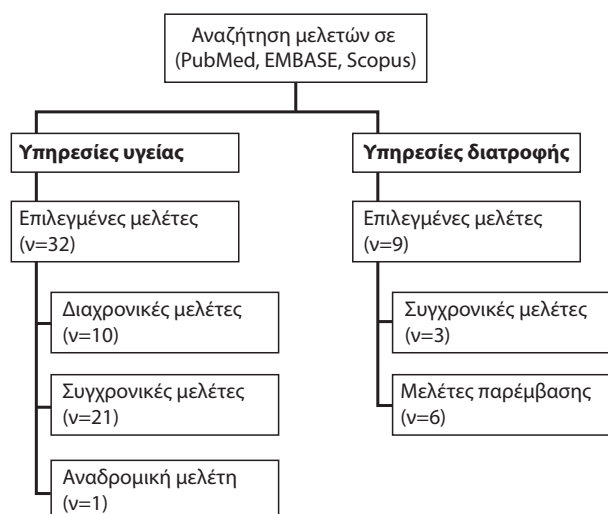 Αναζήτηση μελετών σε
(PubMed, EMBASE, Scopus)
Υπηρεσίες υγείας
Επιλεγμένες μελέτες
(ν=32)
Διαχρονικές μελέτες
(ν=10)
Συγχρονικές μελέτες
(ν=21)
Αναδρομική μελέτη
(ν=1)
Υπηρεσίες διατροφής
Επιλεγμένες μελέτες
(ν=9)
Συγχρονικές μελέτες
(ν=3)
Μελέτες παρέμβασης
(ν=6)